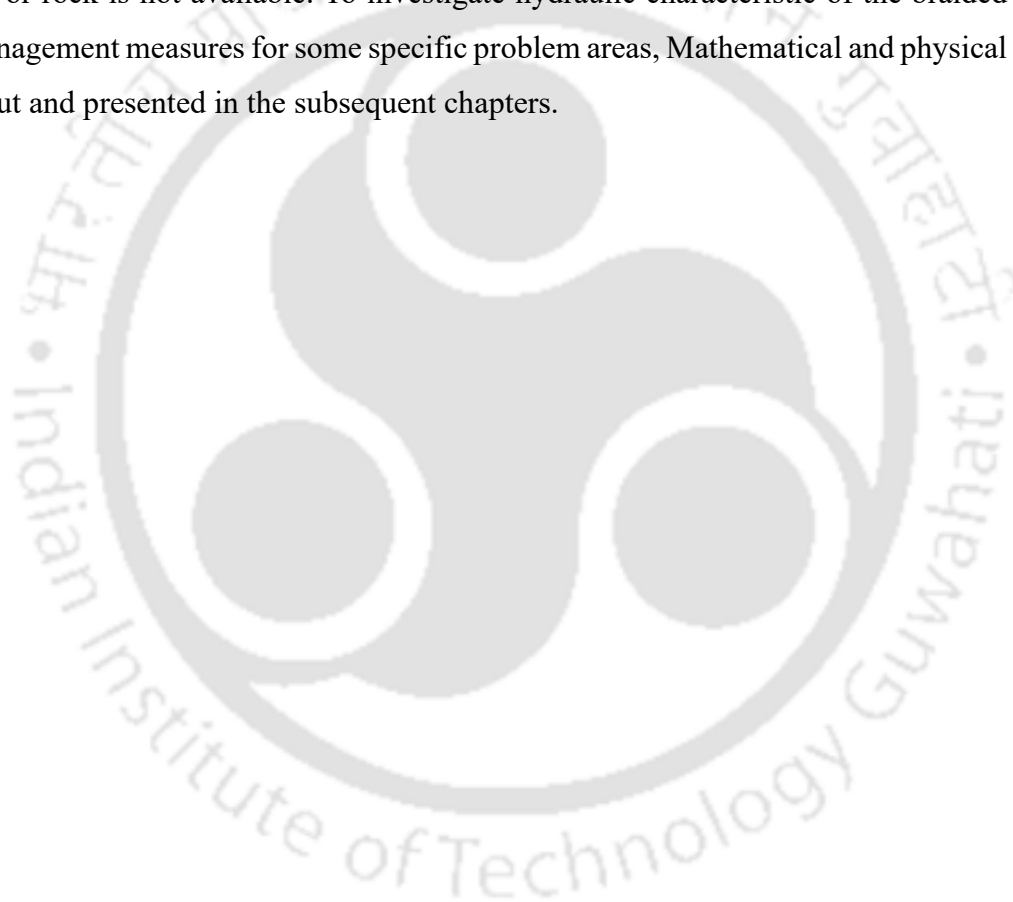 of rock is not available. To investigate hydraulic characteristic of the braided
nagement measures for some specific problem areas, Mathematical and physical
ut and presented in the subsequent chapters.
गुवाहाटी
• Indian Institute of Technology Guwahati •